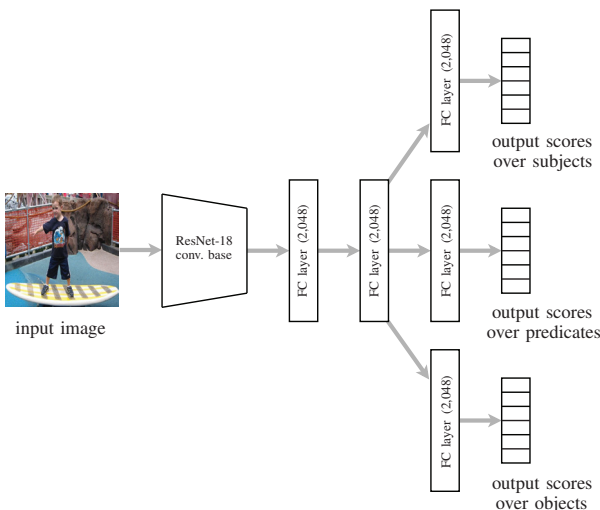 input image
ResNet-18
conv. base
FC layer (2,048)
FC layer (2,048)
FC layer (2,048)
output scores
over subjects
FC layer (2,048)
output scores
over predicates
FC layer (2,048)
output scores
over objects